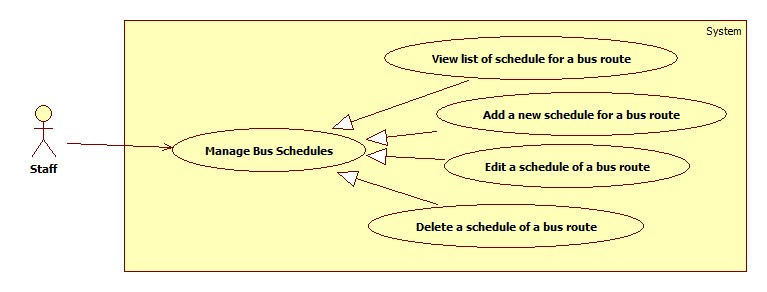 System
View list of schedule for a bus route
Add a new schedule for a bus route
Manage Bus Schedules
Edit a schedule of a bus route
Staff
Delete a schedule of a bus route